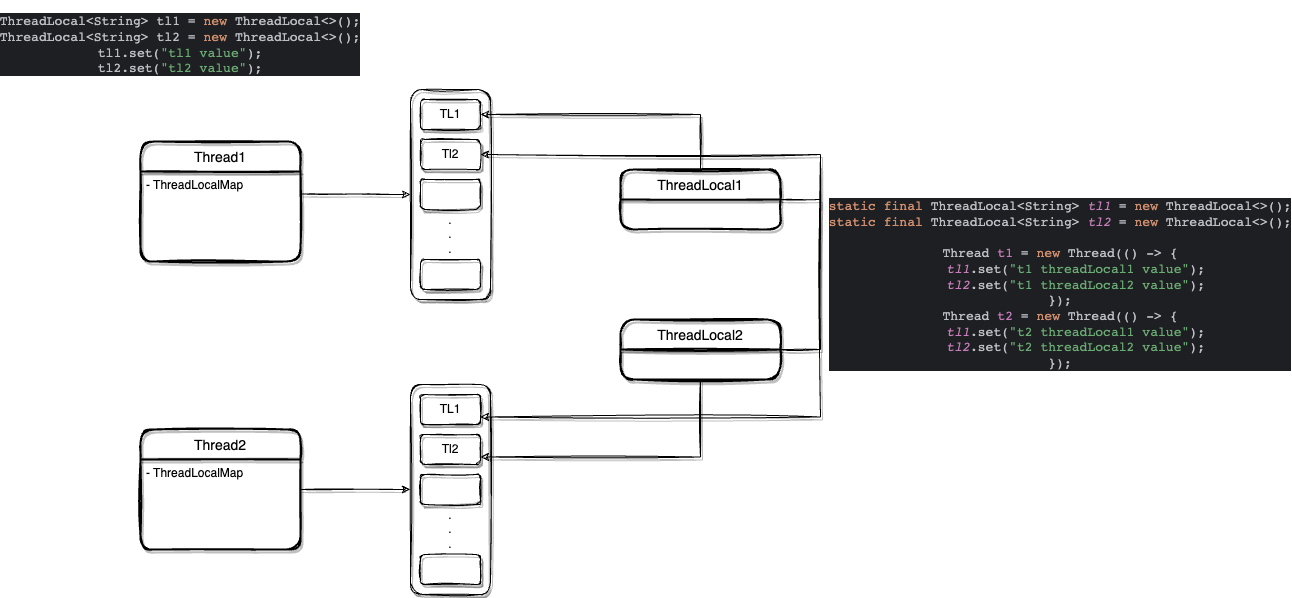 ThreadLocal<String> tl1 = new ThreadLocal<>();
ThreadLocal<String> tl2 = new ThreadLocal<>();
tl1.set("tl1 value");
tl2.set("tl2 value");
TL1
Tl2
.
.
.
Thread1
- ThreadLocalMap
ThreadLocal1
static final ThreadLocal<String> tl1 = new ThreadLocal<>();
static final ThreadLocal<String> tl2 = new ThreadLocal<>();
Thread t1 = new Thread(() -> {
tl1.set("t1 threadLocal1 value");
tl2.set("t1 threadLocal2 value");
});
Thread t2 = new Thread(() -> {
tl1.set("t2 threadLocal1 value");
tl2.set("t2 threadLocal2 value");
});
ThreadLocal2
TL1
Tl2
.
.
.
Thread2
- ThreadLocalMap